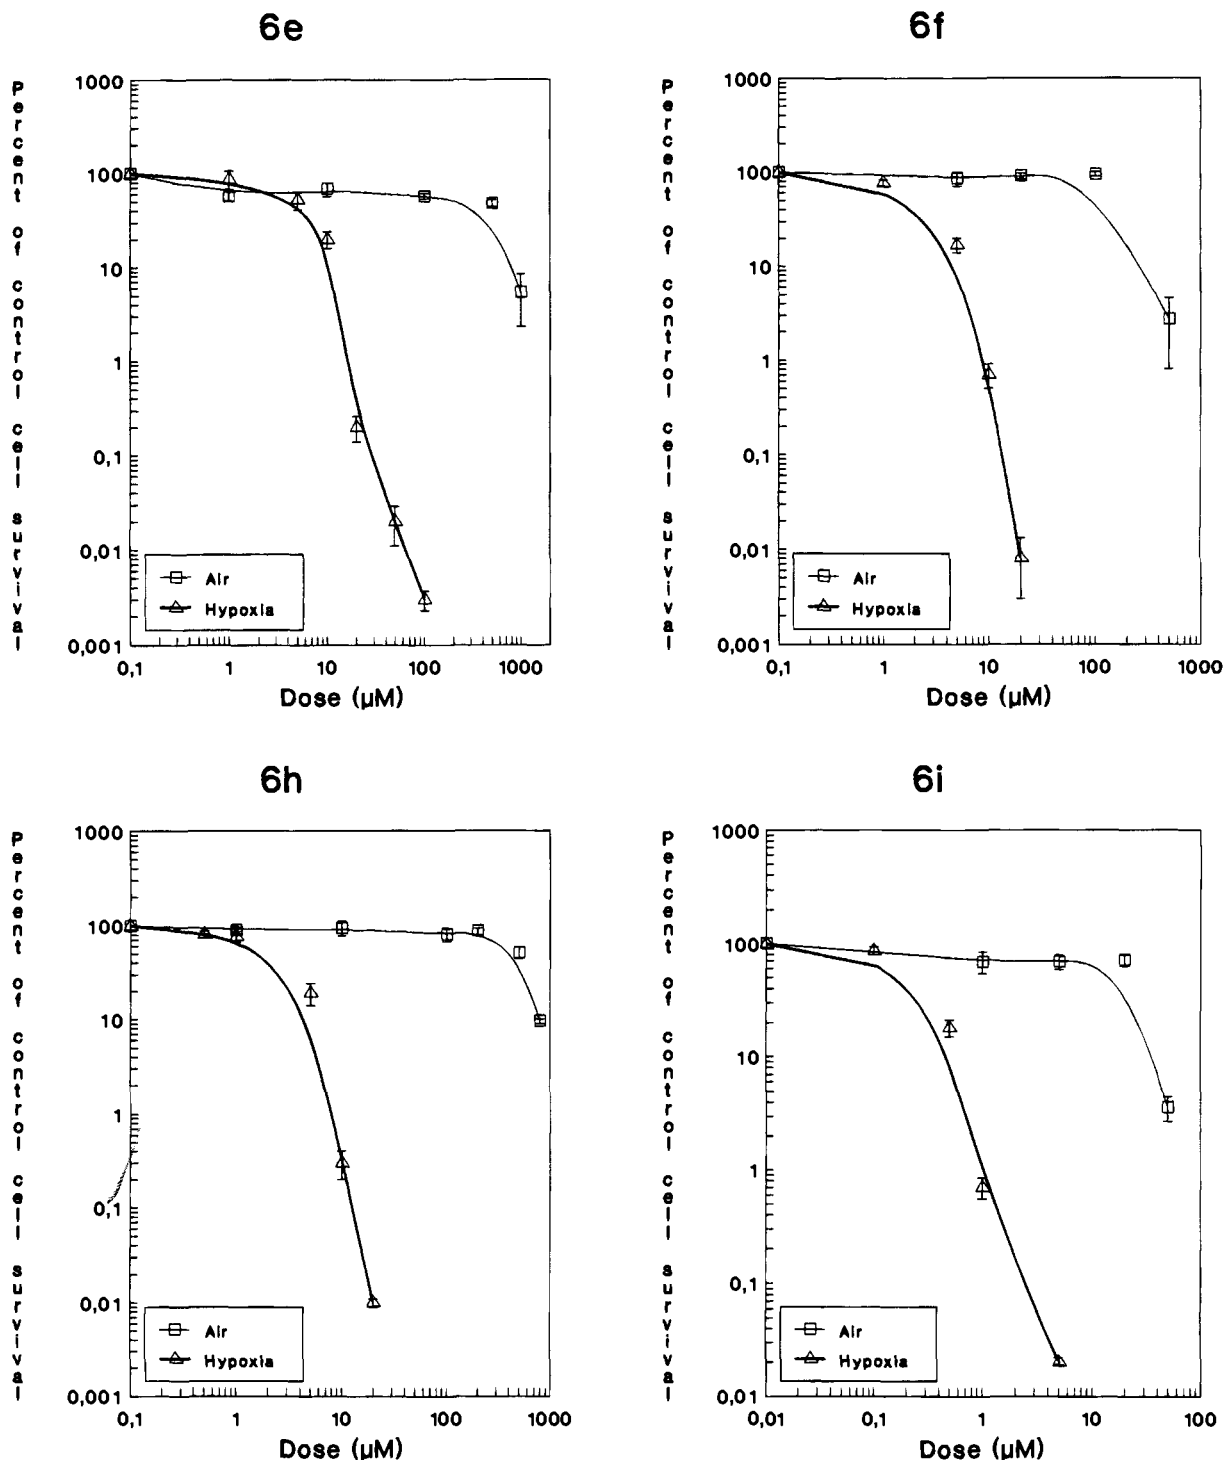 6e
Percent of control cell survival
1000
100
10
1
0,1
0,01
0,001
Air
Hypoxia
0,1 1 10 100 1000
Dose (µM)
6f
Percent of control cell survival
1000
100
10
1
0,1
0,01
0,001
Air
Hypoxia
0,1 1 10 100 1000
Dose (µM)
6h
Percent of control cell survival
1000
100
10
1
0,1
0,01
0,001
Air
Hypoxia
0,1 1 10 100 1000
Dose (µM)
6i
Percent of control cell survival
1000
100
10
1
0,1
0,01
Air
Hypoxia
0,01 0,1 1 10 100
Dose (µM)